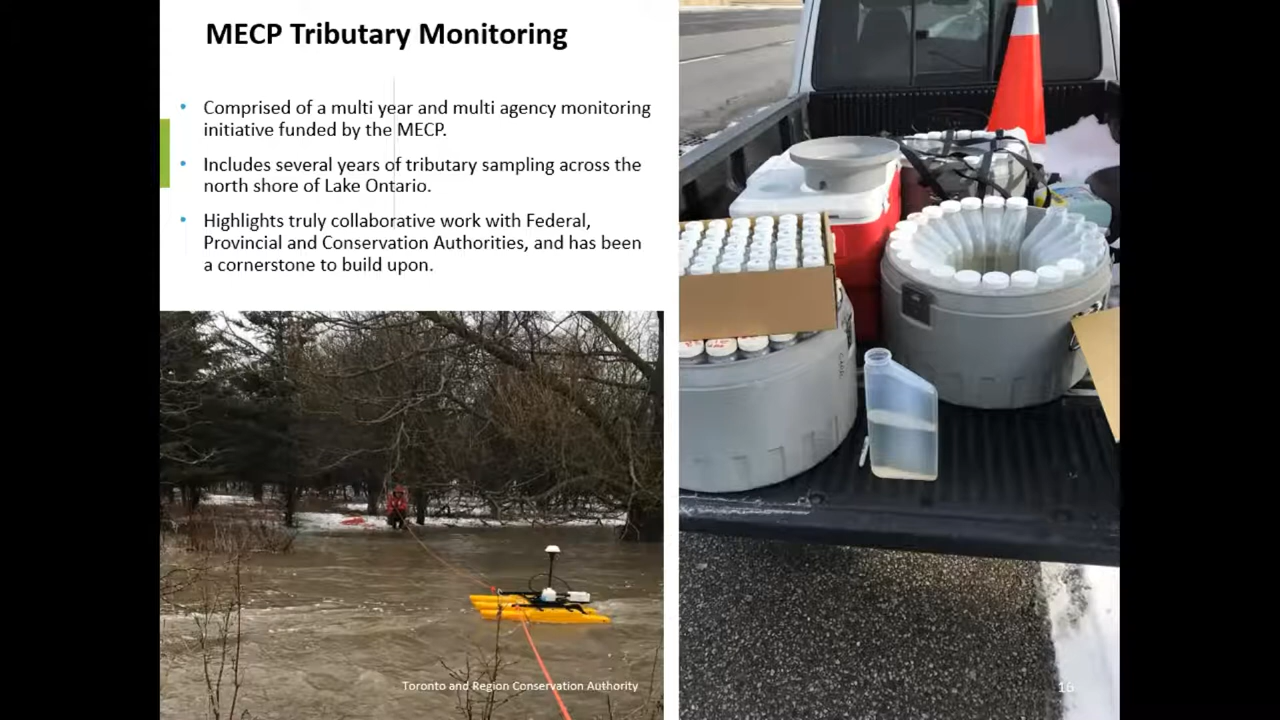 MECP Tributary Monitoring
• Comprised of a multi year and multi agency monitoring
initiative funded by the MECP.
• Includes several years of tributary sampling across the
north shore of Lake Ontario.
• Highlights truly collaborative work with Federal,
Provincial and Conservation Authorities, and has been
a cornerstone to build upon.
Toronto and Region Conservation Authority
16